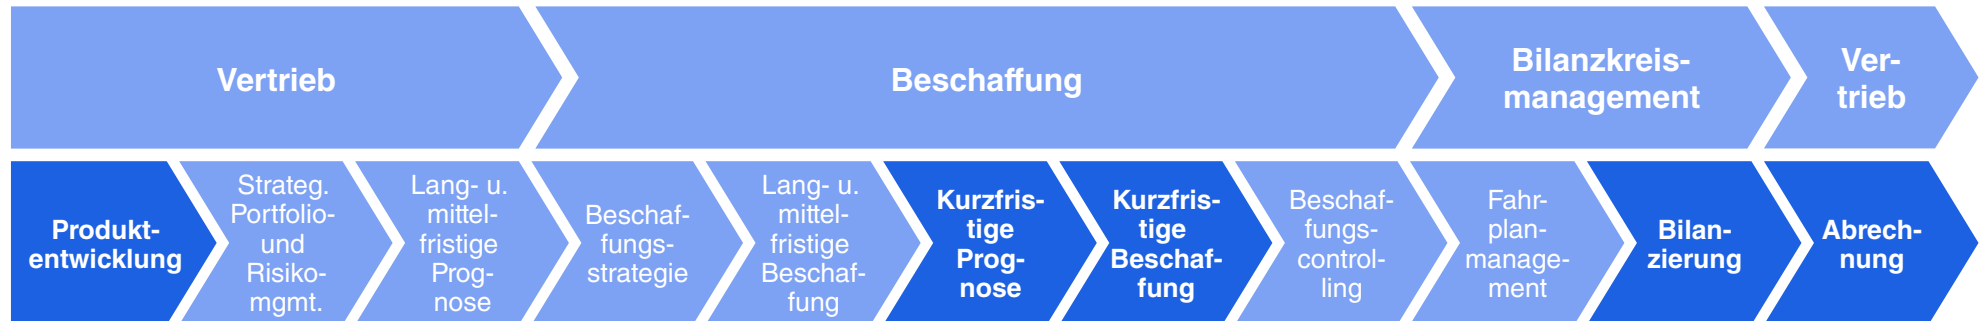 Vertrieb
Beschaffung
Bilanzkreis-
management
Ver-
trieb
Produkt-
entwicklung
Strateg.
Portfolio-
und
Risiko-
mgmt.
Lang- u.
mittel-
fristige
Prog-
nose
Beschaf-
fungs-
strategie
Lang- u.
mittel-
fristige
Beschaf-
fung
Kurzfris-
tige
Prog-
nose
Kurzfris-
tige
Beschaf-
fung
Beschaf-
fungs-
control-
ling
Fahr-
plan-
manage-
ment
Bilan-
zierung
Abrech-
nung